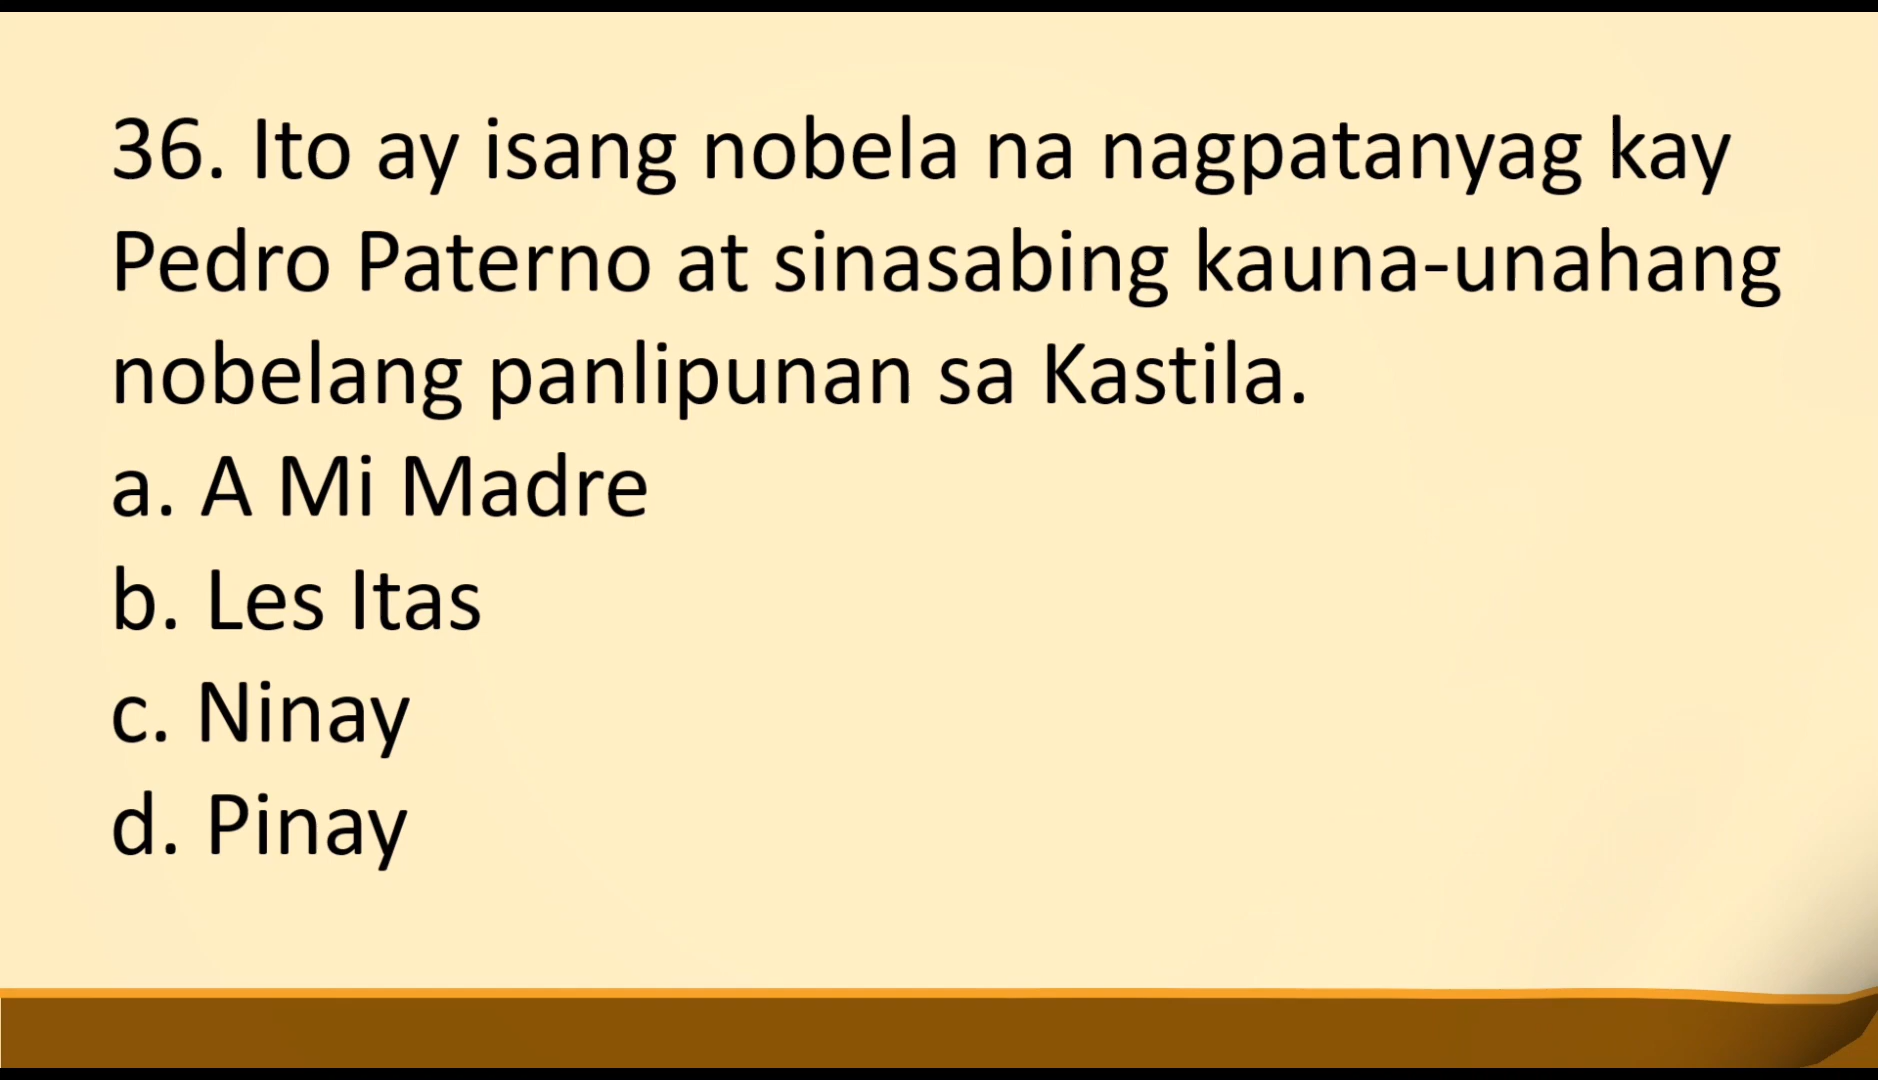 36. Ito ay isang nobela na nagpatanyag kay
Pedro Paterno at sinasabing kauna-unahang
nobelang panlipunan sa Kastila.
a. A Mi Madre
b. Les Itas
c. Ninay
d. Pinay